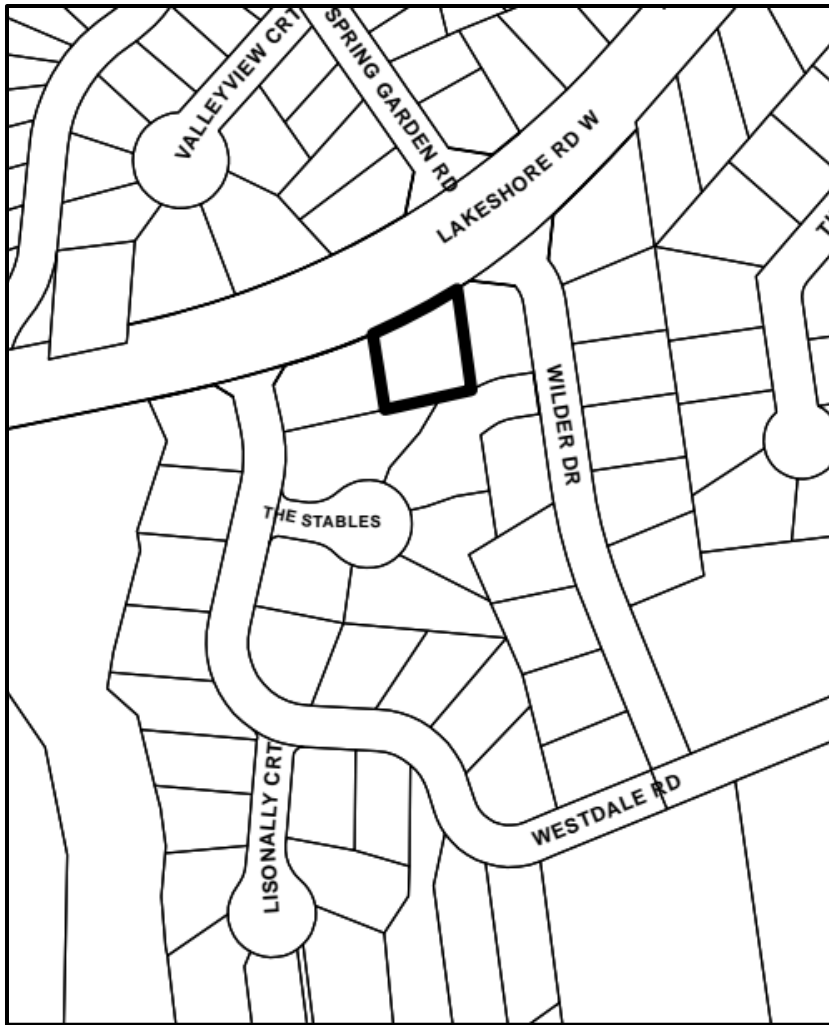 VALLEYVIEW CRT
SPRING GARDEN RD
LAKESHORE RD W
WILDER DR
THE STABLES
WESTDALE RD
LISONALLY CRT